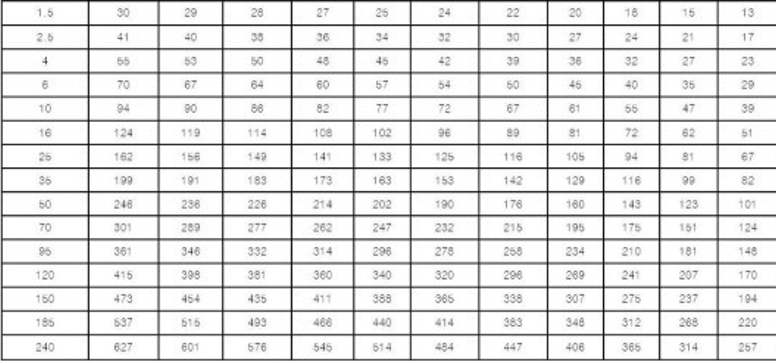 1.5 30 29 28 27 25 24 22 20 18 15 13
2.5 41 40 38 36 34 32 30 27 24 21 17
4 55 53 50 48 45 42 39 36 32 27 23
6 70 67 64 60 57 54 50 45 40 35 29
10 94 90 86 82 77 72 67 61 55 47 39
16 124 119 114 108 102 96 89 81 72 62 51
25 162 156 149 141 133 125 116 105 94 81 67
35 199 191 183 173 163 153 142 129 116 99 82
50 246 236 226 214 202 190 176 160 143 123 101
70 301 289 277 262 247 232 215 195 175 151 124
95 361 346 332 314 296 278 258 234 210 181 148
120 415 398 381 360 340 320 296 269 241 207 170
150 473 454 435 411 388 365 338 307 275 237 194
185 537 515 493 466 440 414 383 348 312 268 220
240 627 601 576 545 514 484 447 406 365 314 257